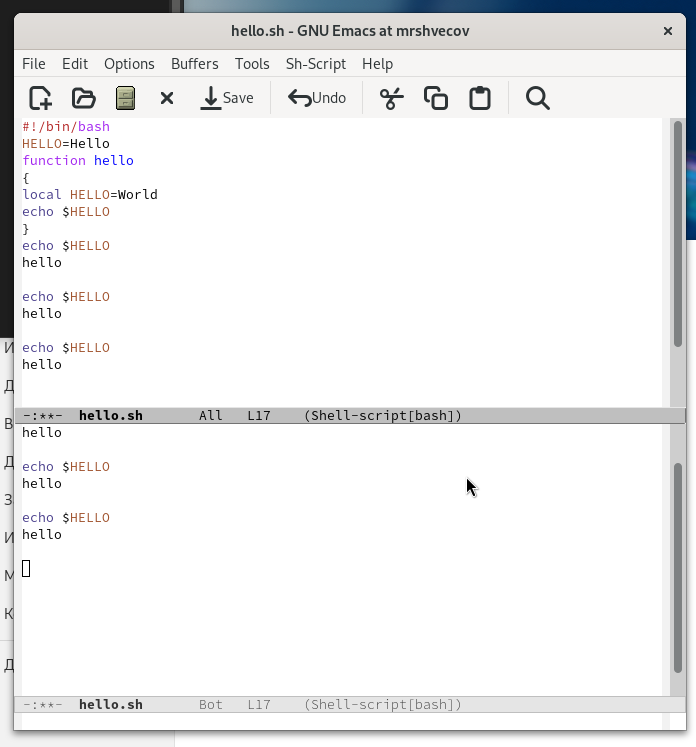 hello.sh - GNU Emacs at mrshvecov
File Edit Options Buffers Tools Sh-Script Help
Save Undo
#!/bin/bash
HELLO=Hello
function hello
{
local HELLO=World
echo $HELLO
}
echo $HELLO
hello
echo $HELLO
hello
echo $HELLO
hello
-:**- hello.sh All L17 (Shell-script[bash])
hello
echo $HELLO
hello
echo $HELLO
hello
-:**- hello.sh Bot L17 (Shell-script[bash])